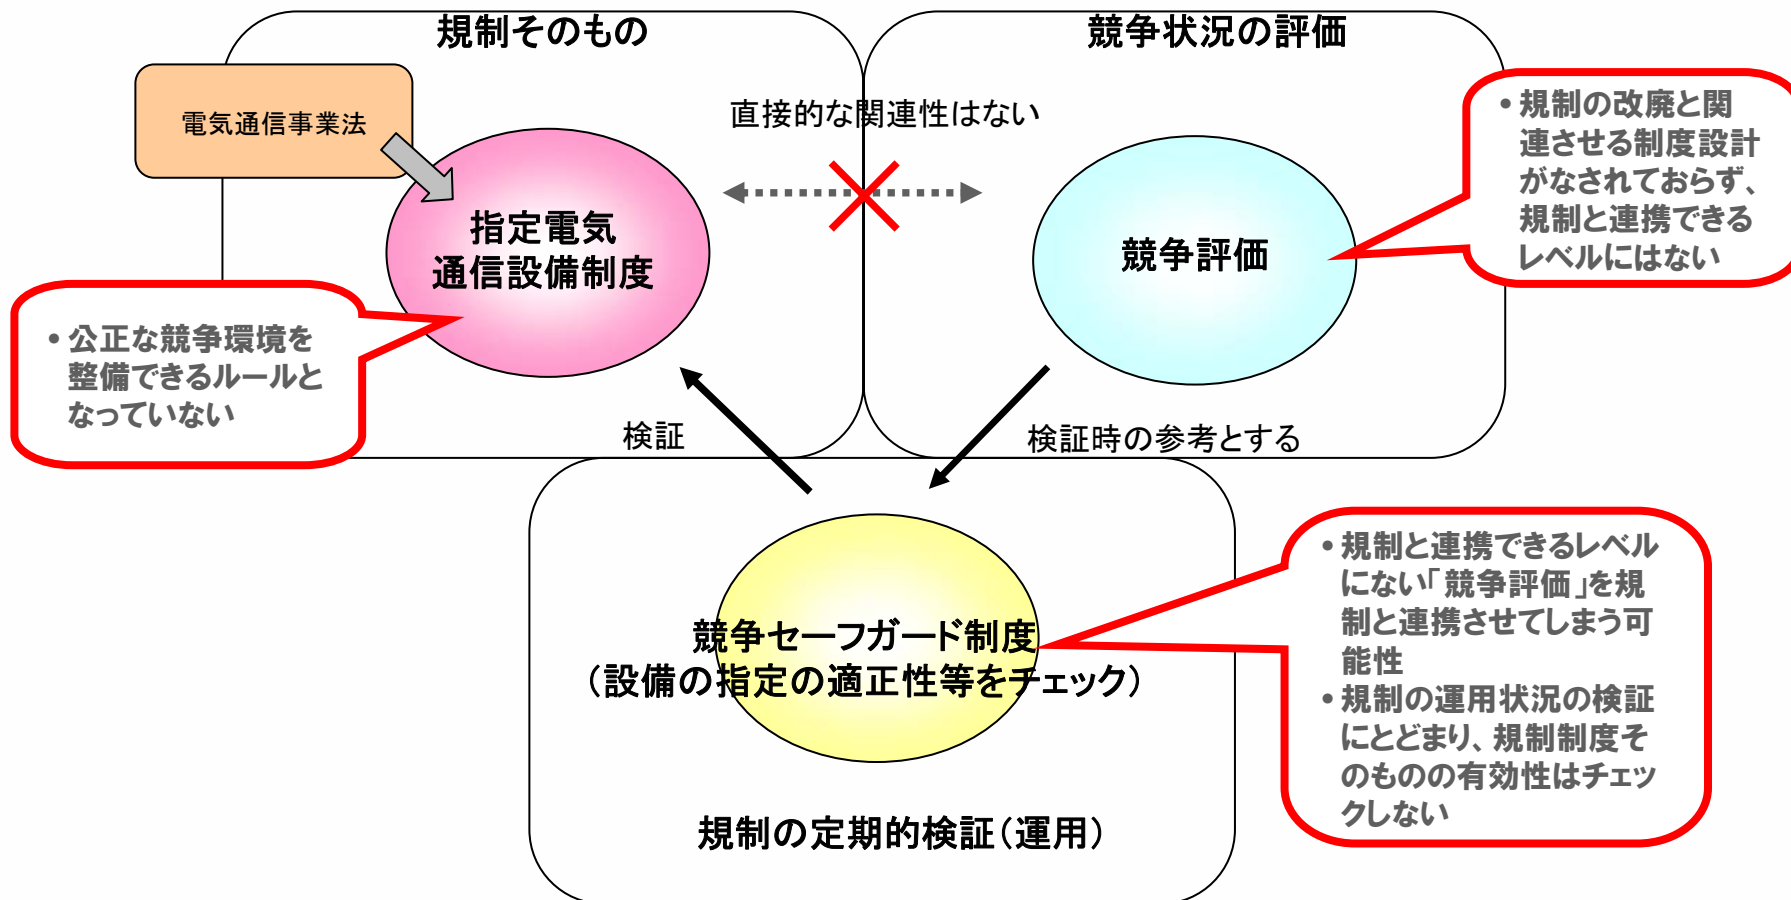 規制そのもの
競争状況の評価
電気通信事業法
直接的な関連性はない
• 規制の改廃と関
連させる制度設計
がなされておらず、
規制と連携できる
レベルにはない
指定電気
通信設備制度
競争評価
• 公正な競争環境を
整備できるルールと
なっていない
検証
検証時の参考とする
競争セーフガード制度
(設備の指定の適正性等をチェック)
• 規制と連携できるレベル
にない「競争評価」を規
制と連携させてしまう可
能性
• 規制の運用状況の検証
にとどまり、規制制度そ
のものの有効性はチェッ
クしない
規制の定期的検証(運用)